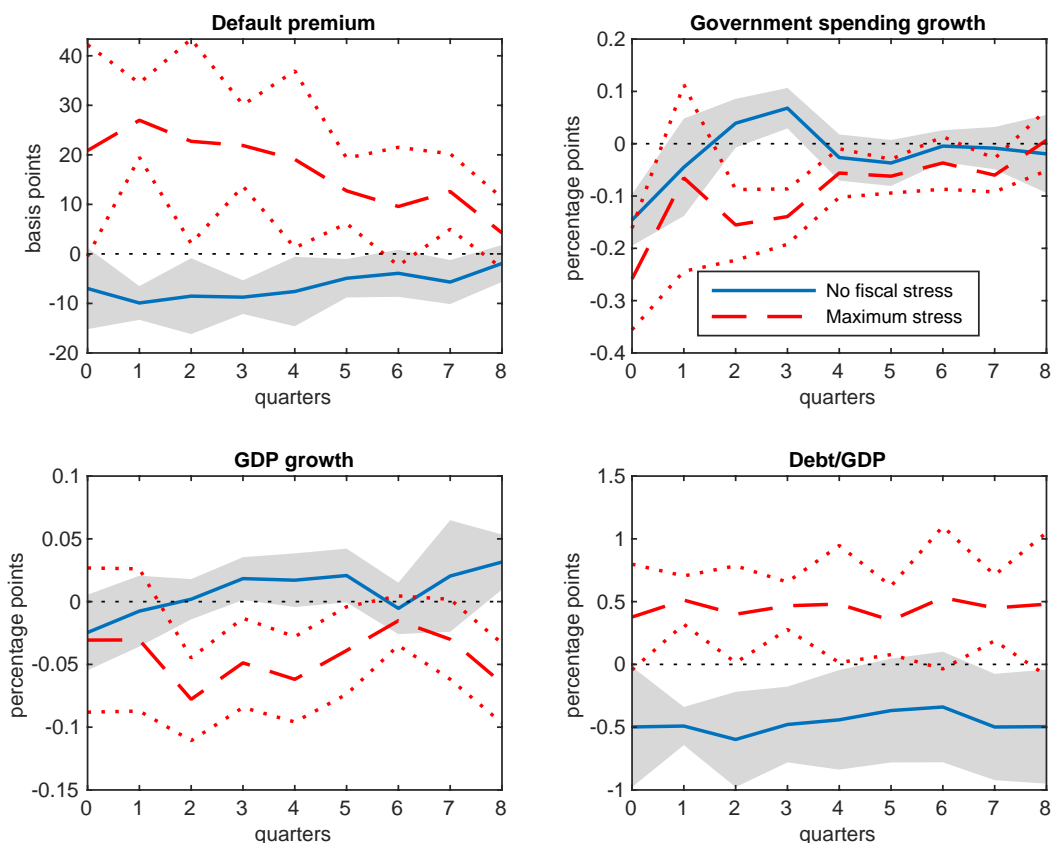 Default premium
basis points
40
30
20
10
0
-10
-20
0 1 2 3 4 5 6 7 8
quarters
Government spending growth
percentage points
0.2
0.1
0
-0.1
-0.2
-0.3
-0.4
No fiscal stress
Maximum stress
0 1 2 3 4 5 6 7 8
quarters
GDP growth
percentage points
0.1
0.05
0
-0.05
-0.1
-0.15
0 1 2 3 4 5 6 7 8
quarters
Debt/GDP
percentage points
1.5
1
0.5
0
-0.5
-1
0 1 2 3 4 5 6 7 8
quarters